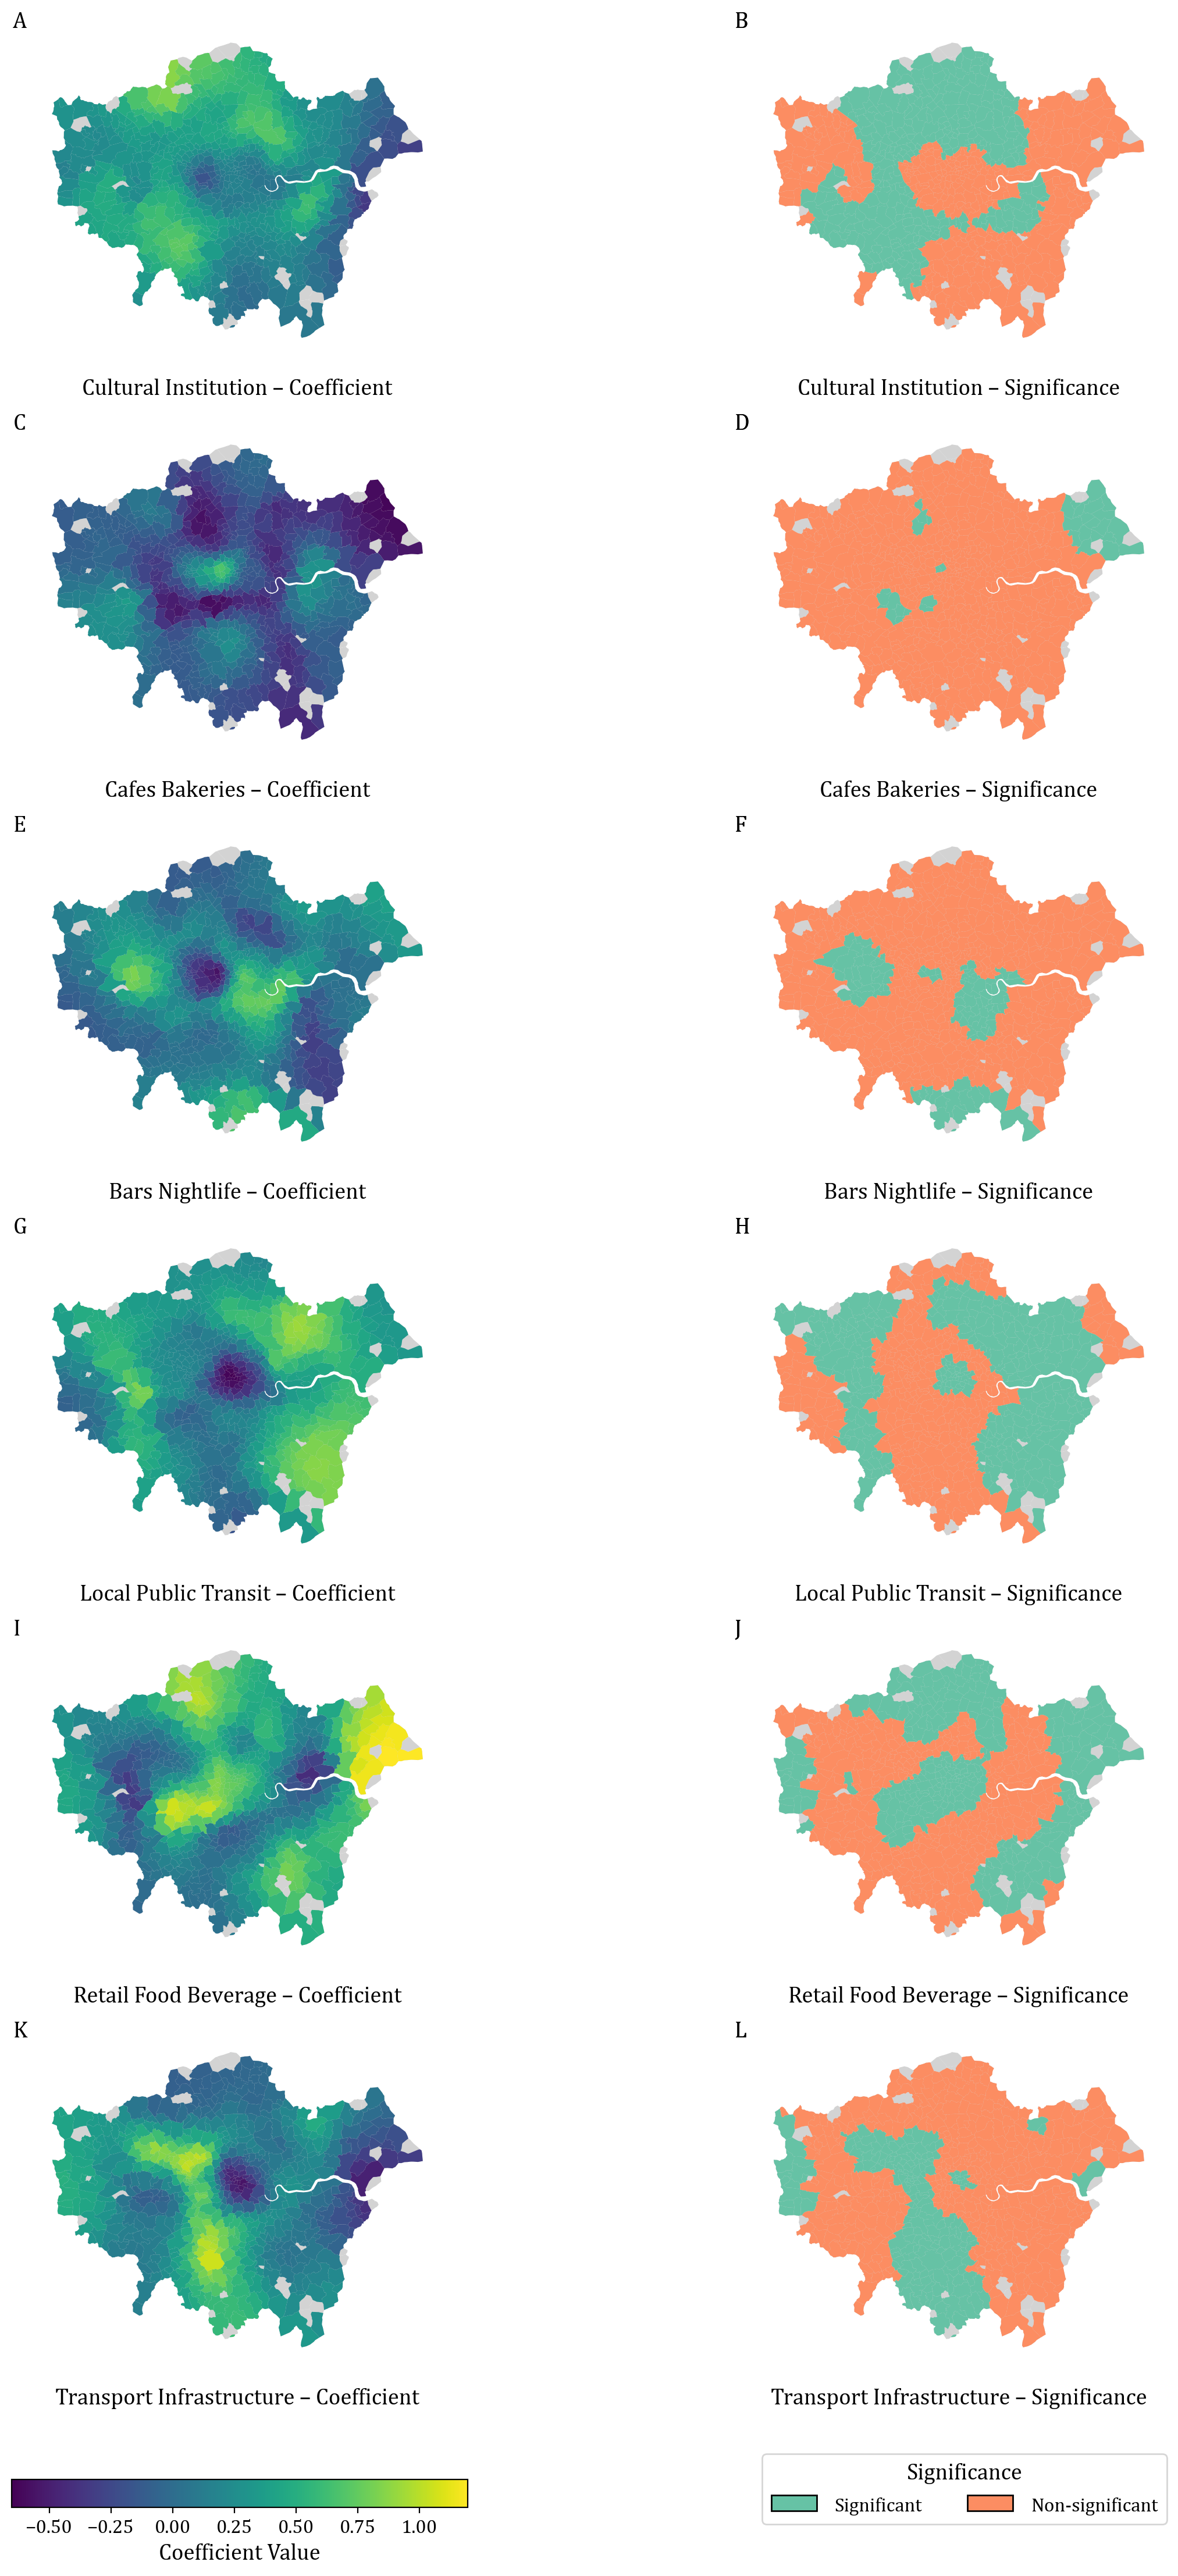 A
B
Cultural Institution – Coefficient
Cultural Institution – Significance
C
D
Cafes Bakeries – Coefficient
Cafes Bakeries – Significance
E
F
Bars Nightlife – Coefficient
Bars Nightlife – Significance
G
H
Local Public Transit – Coefficient
Local Public Transit – Significance
I
J
Retail Food Beverage – Coefficient
Retail Food Beverage – Significance
K
L
Transport Infrastructure – Coefficient
Transport Infrastructure – Significance
−0.50 −0.25 0.00 0.25 0.50 0.75 1.00
Coefficient Value
Significance
Significant Non-significant